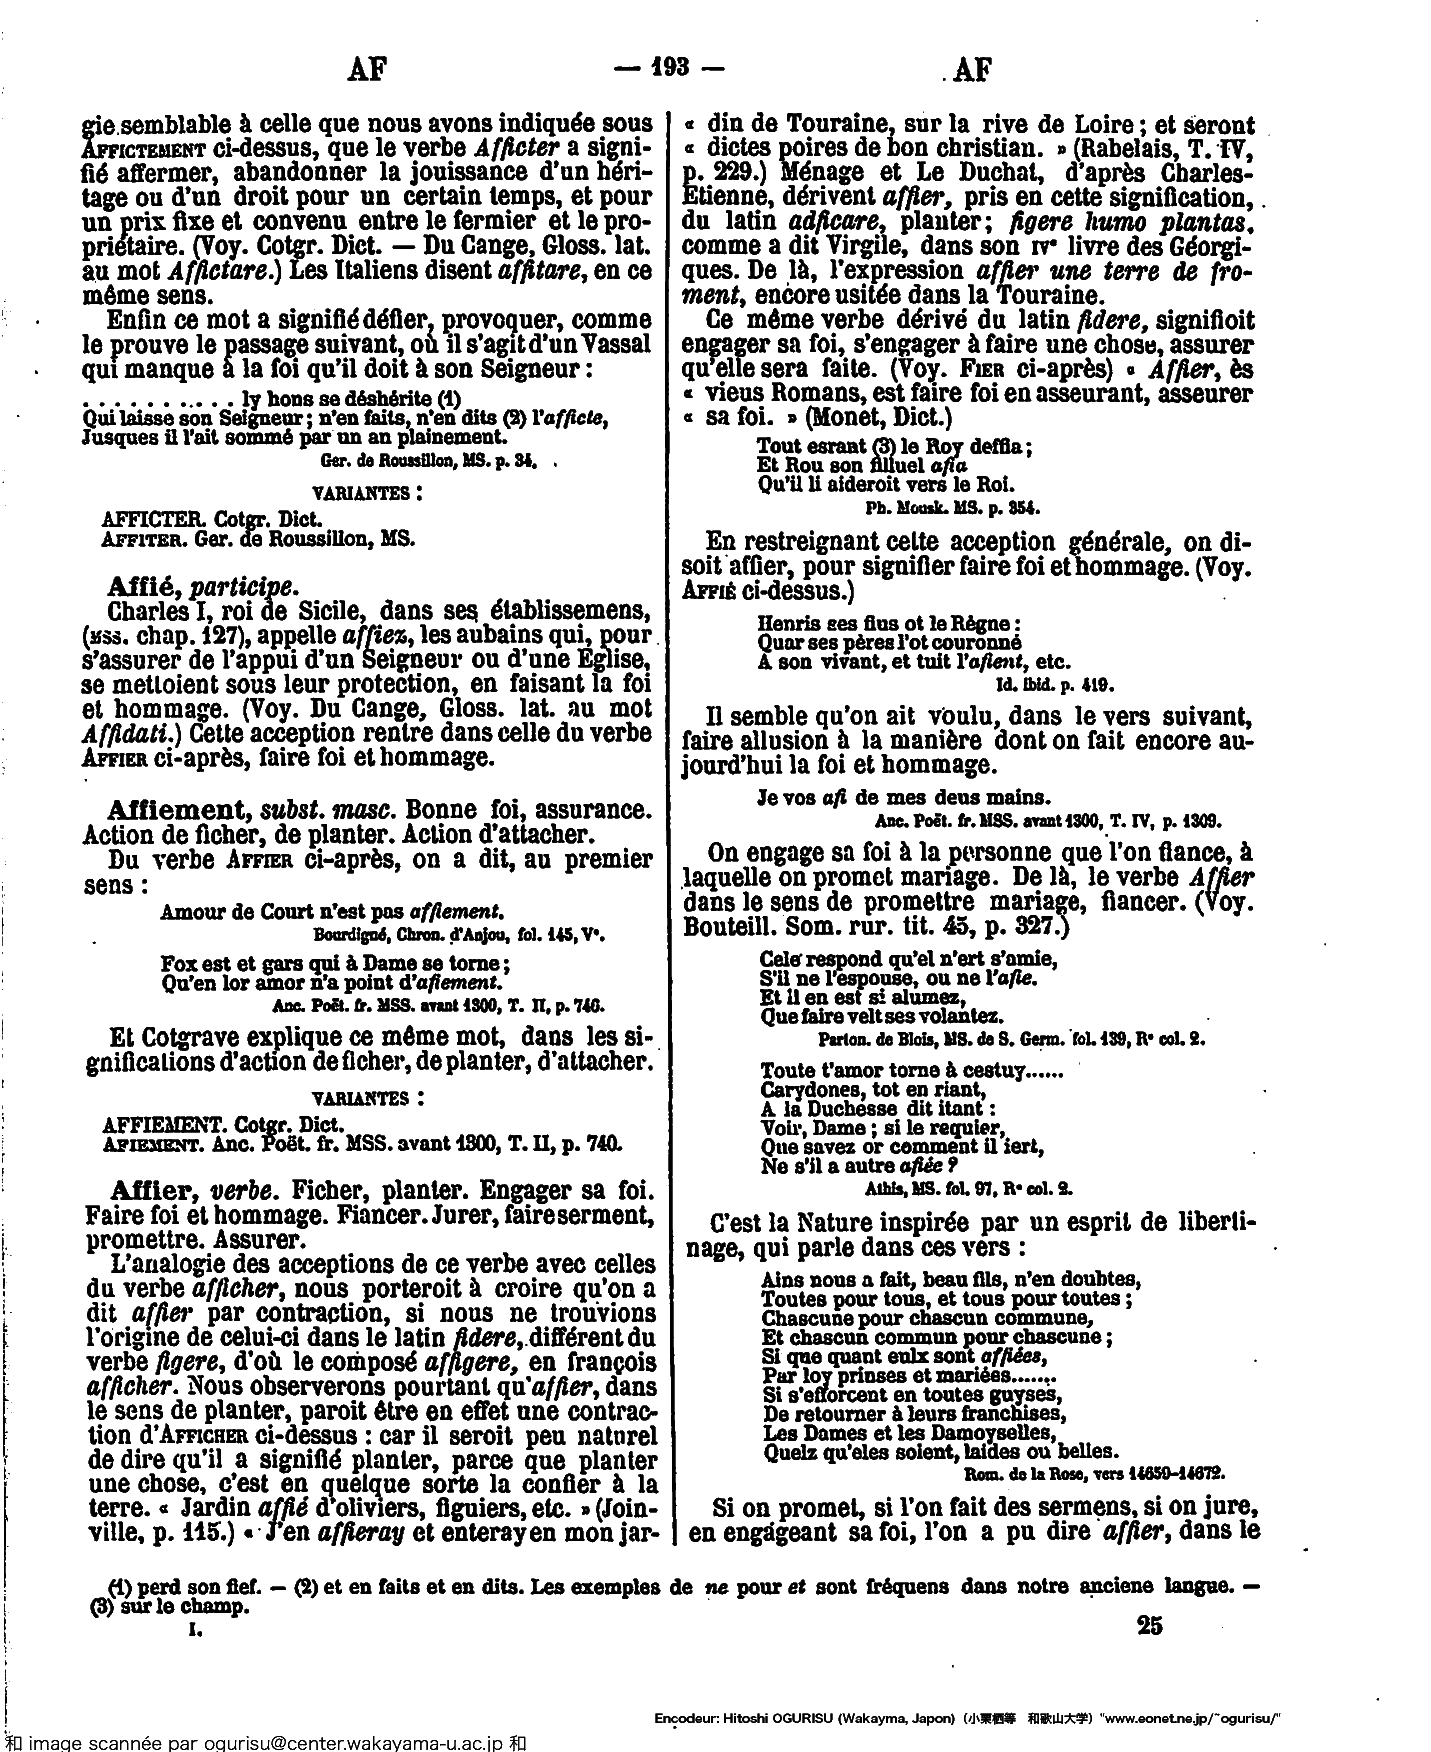 AF — 193 — AF
gie semblable à celle que nous avons indiquée sous
AFFICTEMENT ci-dessus, que le verbe Afficter a signi-
fié affermer, abandonner la jouissance d'un héri-
tage ou d'un droit pour un certain temps, et pour
un prix fixe et convenu entre le fermier et le pro-
priétaire. (Voy. Cotgr. Dict. — Du Cange, Gloss. lat.
au mot Affictare.) Les Italiens disent affitare, en ce
même sens.
Enfin ce mot a signifié défier, provoquer, comme
le prouve le passage suivant, où il s'agit d'un Vassal
qui manque à la foi qu'il doit à son Seigneur :
. . . . . . . . . . . ly hons se déshérite (1)
Qui laisse son Seigneur ; n'en faits, n'en dits (2) l'afficte,
Jusques il l'ait sommé par un an plainement.
Ger. de Roussillon, MS. p. 34.
VARIANTES :
AFFICTER. Cotgr. Dict.
AFFITER. Ger. de Roussillon, MS.
Affié, participe.
Charles I, roi de Sicile, dans ses établissemens,
(MSS. chap. 127), appelle affiez, les aubains qui, pour
s'assurer de l'appui d'un Seigneur ou d'une Eglise,
se mettoient sous leur protection, en faisant la foi
et hommage. (Voy. Du Cange, Gloss. lat. au mot
Affidati.) Cette acception rentre dans celle du verbe
AFFIER ci-après, faire foi et hommage.
Affiement, subst. masc. Bonne foi, assurance.
Action de ficher, de planter. Action d'attacher.
Du verbe AFFIER ci-après, on a dit, au premier
sens :
Amour de Court n'est pas affiement.
Bourdigné, Chron. d'Anjou, fol. 145, V°.
Fox est et gars qui à Dame se torne ;
Qu'en lor amor n'a point d'afiement.
Anc. Poët. fr. MSS. avant 1300, T. II, p. 740.
Et Cotgrave explique ce même mot, dans les si-
gnifications d'action de ficher, de planter, d'attacher.
VARIANTES :
AFFIEMENT. Cotgr. Dict.
AFIEMENT. Anc. Poët. fr. MSS. avant 1300, T. II, p. 740.
Affier, verbe. Ficher, planter. Engager sa foi.
Faire foi et hommage. Fiancer. Jurer, faire serment,
promettre. Assurer.
L'analogie des acceptions de ce verbe avec celles
du verbe afficher, nous porteroit à croire qu'on a
dit affier par contraction, si nous ne trouvions
l'origine de celui-ci dans le latin fidere, différent du
verbe figere, d'où le composé affigere, en françois
afficher. Nous observerons pourtant qu'affier, dans
le sens de planter, paroit être en effet une contrac-
tion d'AFFICHER ci-dessus : car il seroit peu naturel
de dire qu'il a signifié planter, parce que planter
une chose, c'est en quelque sorte la confier à la
terre. « Jardin affié d'oliviers, figuiers, etc. » (Join-
ville, p. 115.) « J'en affieray et enteray en mon jar-
« din de Touraine, sur la rive de Loire ; et seront
« dictes poires de bon christian. » (Rabelais, T. IV,
p. 229.) Ménage et Le Duchat, d'après Charles-
Etienne, dérivent affier, pris en cette signification,
du latin adficare, planter ; figere humo plantas,
comme a dit Virgile, dans son IVe livre des Géorgi-
ques. De là, l'expression affier une terre de fro-
ment, encore usitée dans la Touraine.
Ce même verbe dérivé du latin fidere, signifioit
engager sa foi, s'engager à faire une chose, assurer
qu'elle sera faite. (Voy. FIER ci-après) « Affier, ès
« vieus Romans, est faire foi en asseurant, asseurer
« sa foi. » (Monet, Dict.)
Tout esrant (3) le Roy deffia ;
Et Rou son filluel afia
Qu'il li aideroit vers le Roi.
Ph. Mousk. MS. p. 354.
En restreignant cette acception générale, on di-
soit affier, pour signifier faire foi et hommage. (Voy.
AFFIÉ ci-dessus.)
Henris ses fius ot le Règne :
Quar ses pères l'ot couronné
A son vivant, et tuit l'afient, etc.
Id. ibid. p. 419.
Il semble qu'on ait voulu, dans le vers suivant,
faire allusion à la manière dont on fait encore au-
jourd'hui la foi et hommage.
Je vos afi de mes deus mains.
Anc. Poët. fr. MSS. avant 1300, T. IV, p. 1309.
On engage sa foi à la personne que l'on fiance, à
laquelle on promet mariage. De là, le verbe Affier
dans le sens de promettre mariage, fiancer. (Voy.
Bouteill. Som. rur. tit. 45, p. 327.)
Cele respond qu'el n'ert s'amie,
S'il ne l'espouse, ou ne l'afie.
Et il en est si alumez,
Que faire velt ses volantez.
Parton. de Blois, MS. de S. Germ. fol. 139, R° col. 2.
Toute t'amor torne à cestuy......
Carydones, tot en riant,
A la Duchesse dit itant :
Voir, Dame ; si le requier,
Que savez or comment il iert,
Ne s'il a autre afiée ?
Athis, MS. fol. 97, R° col. 2.
C'est la Nature inspirée par un esprit de liberti-
nage, qui parle dans ces vers :
Ains nous a fait, beau fils, n'en doubtes,
Toutes pour tous, et tous pour toutes ;
Chascune pour chascun commune,
Et chascun commun pour chascune ;
Si que quant eulx sont affiées,
Par loy prinses et mariées.......
Si s'efforcent en toutes guyses,
De retourner à leurs franchises,
Les Dames et les Damoyselles,
Quelz qu'eles soient, laides ou belles.
Rom. de la Rose, vers 14659-14672.
Si on promet, si l'on fait des sermens, si on jure,
en engageant sa foi, l'on a pu dire affier, dans le
(1) perd son fief. — (2) et en faits et en dits. Les exemples de ne pour et sont fréquens dans notre anciene langue. —
(3) sur le champ.
I. 25
Encodeur: Hitoshi OGURISU (Wakayma, Japon) (小栗栖等 和歌山大学) "www.eonet.ne.jp/~ogurisu/"
和 image scannée par ogurisu@center.wakayama-u.ac.jp 和